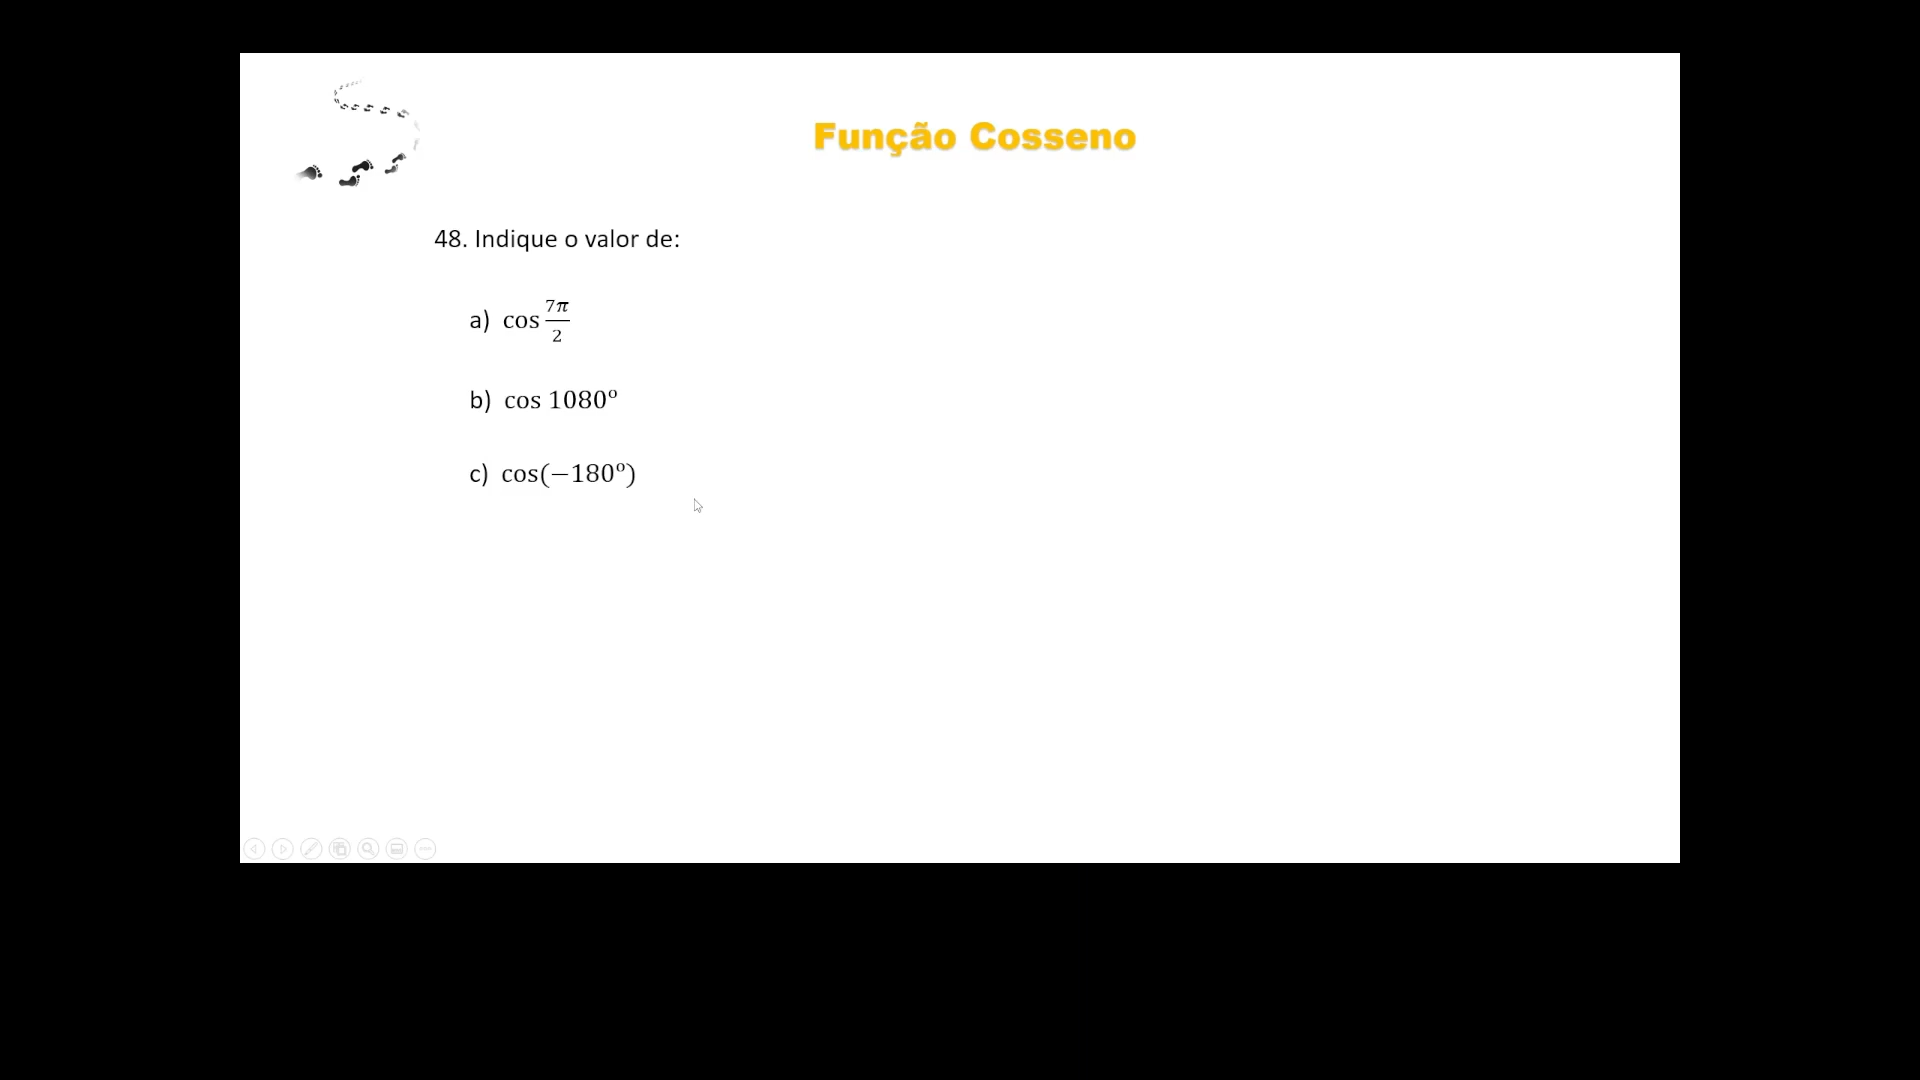 Função Cosseno
48. Indique o valor de:
a) cos 7π/2
b) cos 1080º
c) cos(−180º)